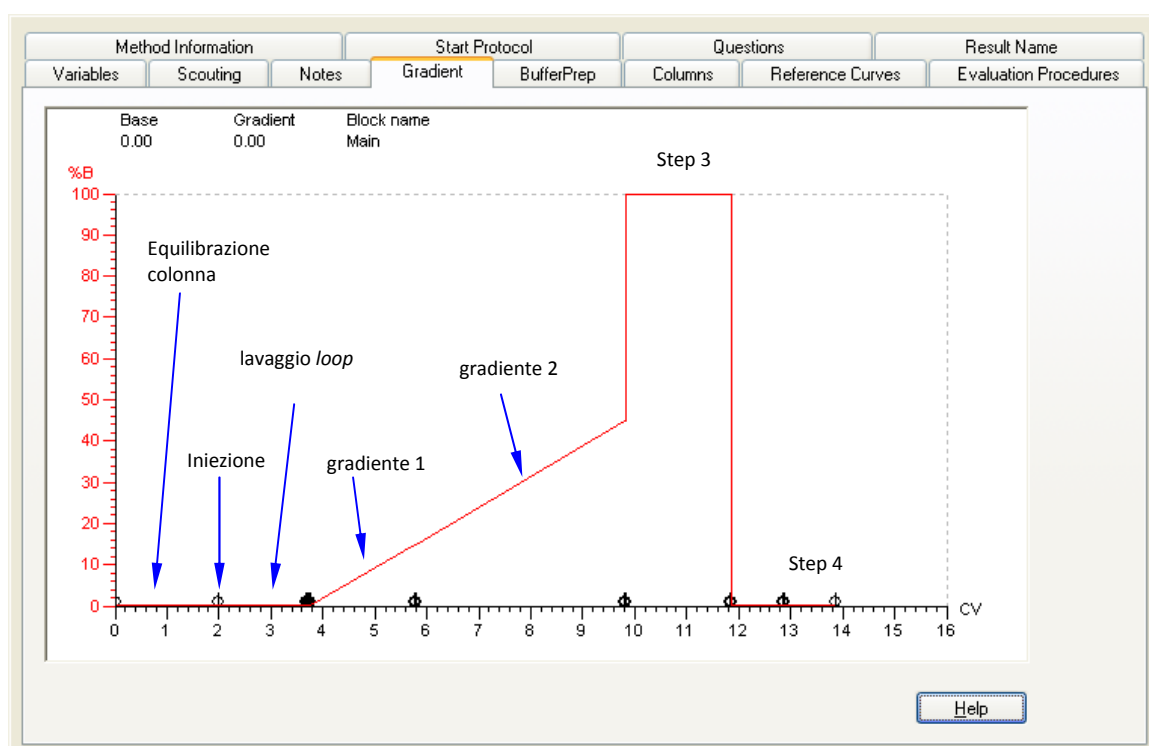 Method Information Start Protocol Questions Result Name
Variables Scouting Notes Gradient BufferPrep Columns Reference Curves Evaluation Procedures
Base Gradient Block name
0.00 0.00 Main
Step 3
%B
100
90
Equilibrazione
colonna
80
70
60
lavaggio loop
gradiente 2
50
40
Iniezione
gradiente 1
30
20
10
Step 4
0
CV
0 1 2 3 4 5 6 7 8 9 10 11 12 13 14 15 16
Help